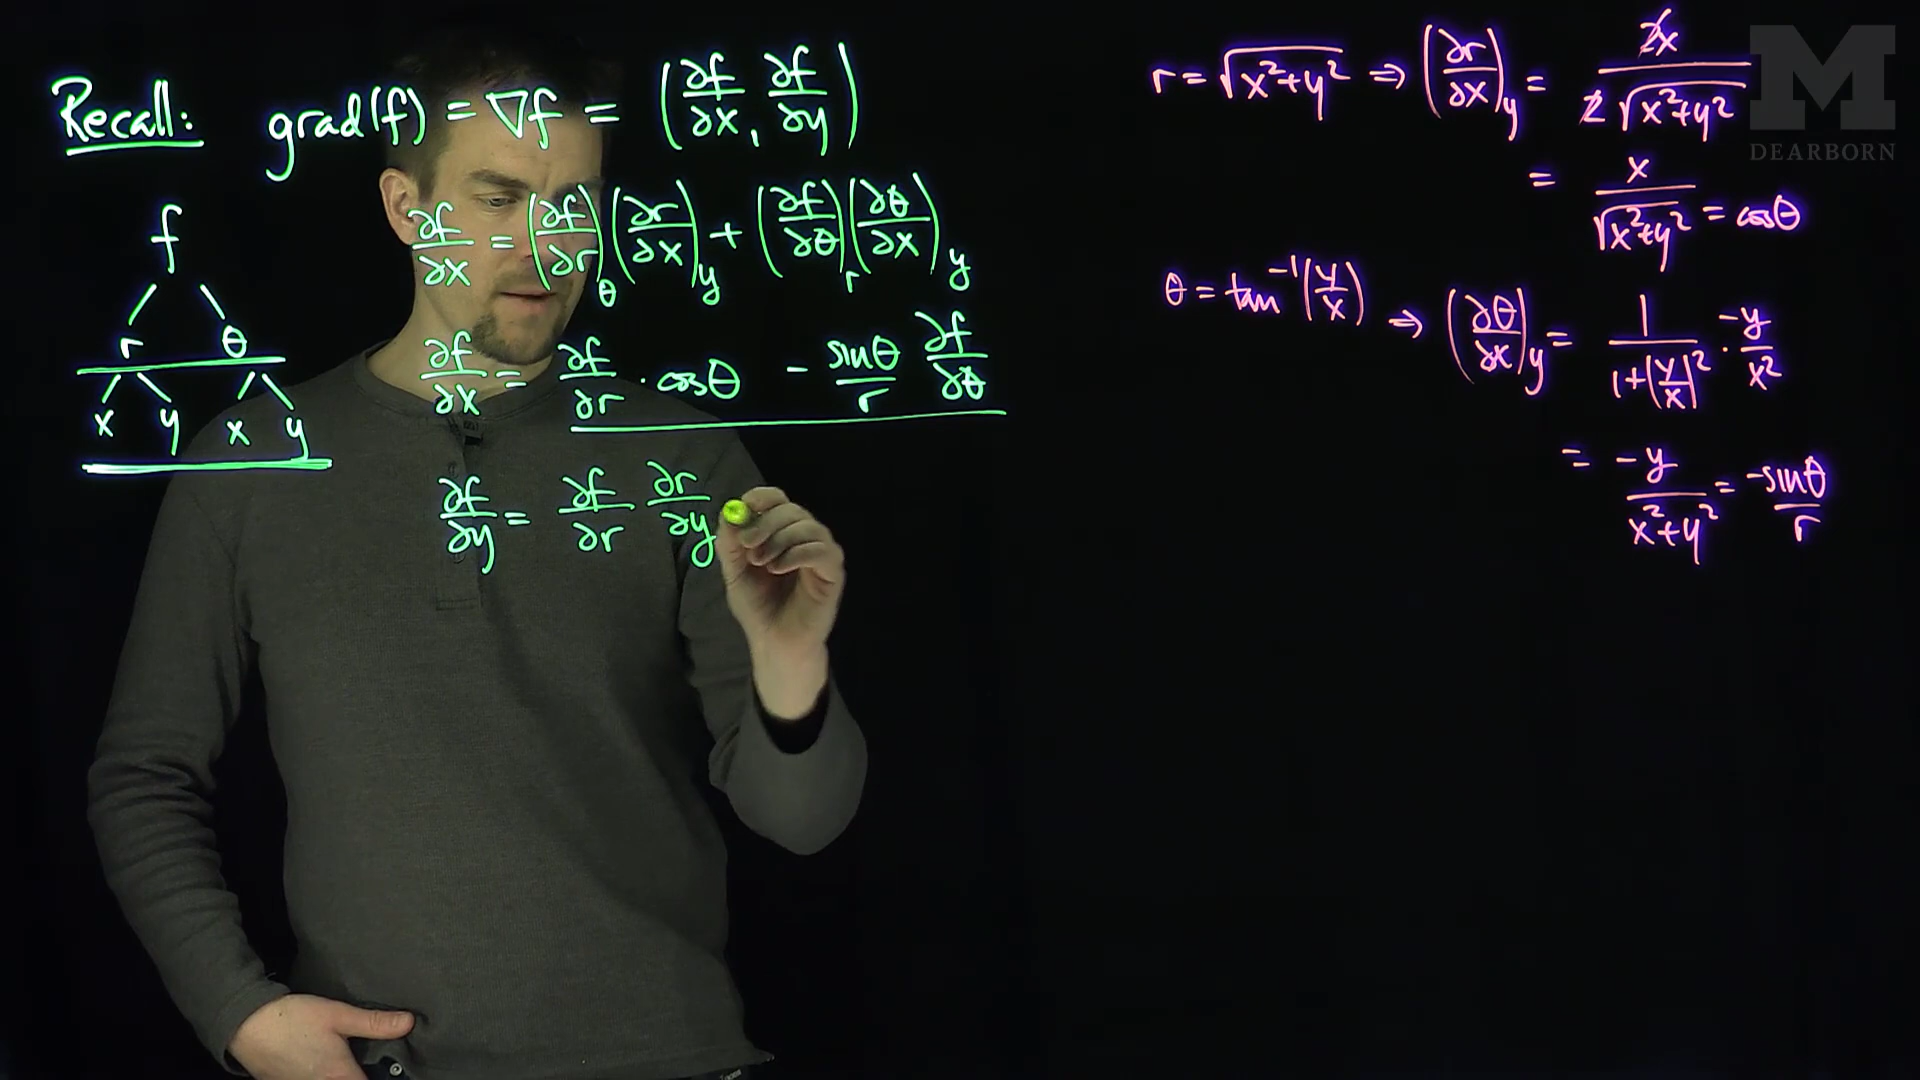 Recall: grad(f) = ∇f = (∂f/∂x, ∂f/∂y)
f
r θ
x y x y
∂f/∂x = (∂f/∂r)_θ (∂r/∂x)_y + (∂f/∂θ)_r (∂θ/∂x)_y
∂f/∂x = ∂f/∂r · cosθ - sinθ/r ∂f/∂θ
∂f/∂y = ∂f/∂r ∂r/∂y
r = √(x²+y²) ⇒ (∂r/∂x)_y = 2x / 2√(x²+y²)
= x/√(x²+y²) = cosθ
θ = tan⁻¹(y/x) ⇒ (∂θ/∂x)_y = 1/(1+(y/x)²) · -y/x²
= -y/(x²+y²) = -sinθ/r
M
DEARBORN